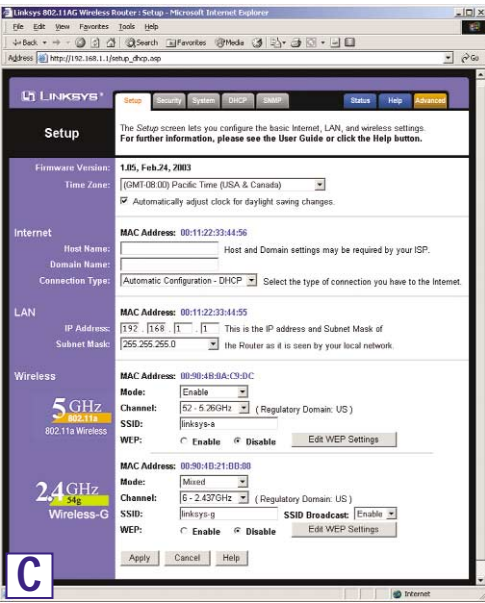 Linksys 802.11AG Wireless Router : Setup - Microsoft Internet Explorer
File Edit View Favorites Tools Help
Back Search Favorites Media
Address http://192.168.1.1/setup_dhcp.asp Go
LINKSYS® Setup Security System DHCP SNMP Status Help Advanced
Setup
The Setup screen lets you configure the basic Internet, LAN, and wireless settings.
For further information, please see the User Guide or click the Help button.
Firmware Version: 1.05, Feb.24, 2003
Time Zone: (GMT-08:00) Pacific Time (USA & Canada)
Automatically adjust clock for daylight saving changes.
Internet MAC Address: 00:11:22:33:44:56
Host Name: Host and Domain settings may be required by your ISP.
Domain Name:
Connection Type: Automatic Configuration - DHCP Select the type of connection you have to the Internet.
LAN MAC Address: 00:11:22:33:44:55
IP Address: 192 . 168 . 1 . 1 This is the IP address and Subnet Mask of
Subnet Mask: 255.255.255.0 the Router as it is seen by your local network.
Wireless MAC Address: 00:90:4B:0A:C9:DC
Mode: Enable
5 GHz 802.11a
Channel: 52 - 5.26GHz ( Regulatory Domain: US )
802.11a Wireless
SSID: linksys-a
WEP: Enable Disable Edit WEP Settings
MAC Address: 00:90:4B:21:BB:00
Mode: Mixed
2.4 GHz 54g
Channel: 6 - 2.437GHz ( Regulatory Domain: US )
Wireless-G
SSID: linksys-g SSID Broadcast: Enable
WEP: Enable Disable Edit WEP Settings
Apply Cancel Help
C
Internet